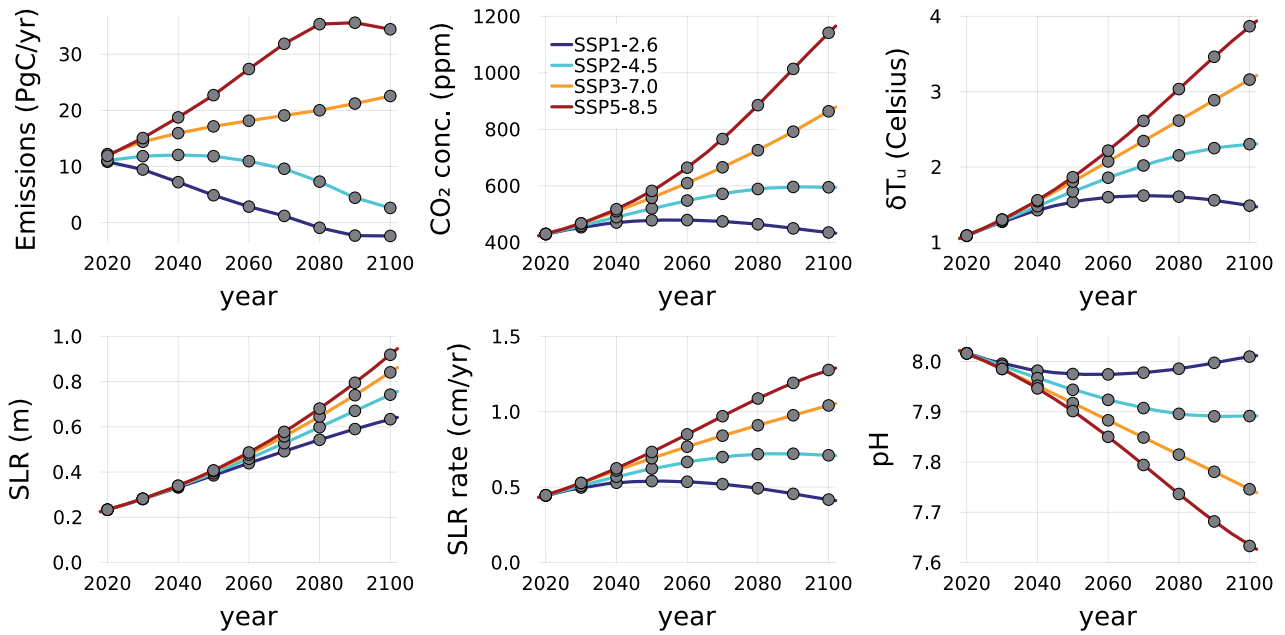 Emissions (PgC/yr)
30
20
10
0
2020 2040 2060 2080 2100
year
CO₂ conc. (ppm)
1200
1000
800
600
400
SSP1-2.6
SSP2-4.5
SSP3-7.0
SSP5-8.5
2020 2040 2060 2080 2100
year
δTᵤ (Celsius)
4
3
2
1
2020 2040 2060 2080 2100
year
SLR (m)
1.0
0.8
0.6
0.4
0.2
0.0
2020 2040 2060 2080 2100
year
SLR rate (cm/yr)
1.5
1.0
0.5
0.0
2020 2040 2060 2080 2100
year
pH
8.0
7.9
7.8
7.7
7.6
2020 2040 2060 2080 2100
year